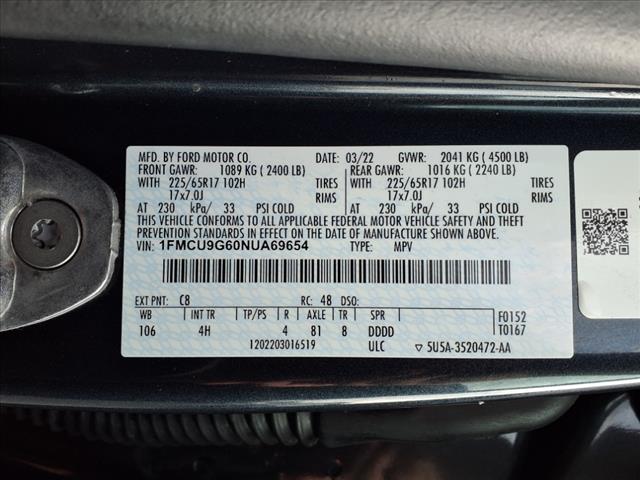 MFD. BY FORD MOTOR CO. DATE: 03/22 GVWR: 2041 KG ( 4500 LB)
FRONT GAWR: 1089 KG ( 2400 LB) REAR GAWR: 1016 KG ( 2240 LB)
WITH 225/65R17 102H TIRES WITH 225/65R17 102H TIRES
17x7.0J RIMS 17x7.0J RIMS
AT 230 kPa/ 33 PSI COLD AT 230 kPa/ 33 PSI COLD
THIS VEHICLE CONFORMS TO ALL APPLICABLE FEDERAL MOTOR VEHICLE SAFETY AND THEFT
PREVENTION STANDARDS IN EFFECT ON THE DATE OF MANUFACTURE SHOWN ABOVE.
VIN: 1FMCU9G60NUA69654 TYPE: MPV
EXT PNT: C8 RC: 48 DSO:
WB INT TR TP/PS R AXLE TR SPR F0152
106 4H 4 81 8 DDDD T0167
1202203016519 ULC 5U5A-3520472-AA